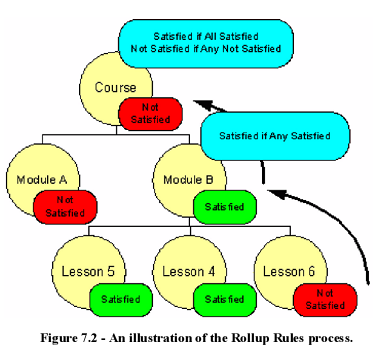 Satisfied if All Satisfied
Not Satisfied if Any Not Satisfied
Course
Not
Satisfied
Satisfied if Any Satisfied
Module A
Not
Satisfied
Module B
Satisfied
Lesson 5
Satisfied
Lesson 4
Satisfied
Lesson 6
Not
Satisfied
Figure 7.2 - An illustration of the Rollup Rules process.